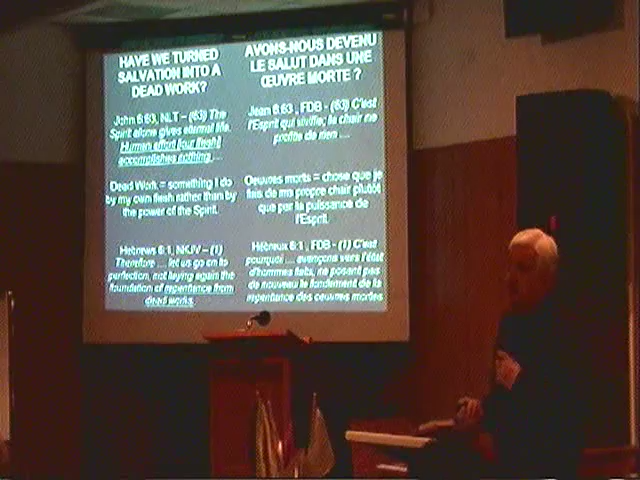 HAVE WE TURNED
SALVATION INTO A
DEAD WORK?
John 6:63, NLT – (63) The
Spirit alone gives eternal life.
Human effort (our flesh)
accomplishes nothing ...
Dead Work = something I do
by my own flesh rather than by
the power of the Spirit.
Hebrews 6:1, NKJV – (1)
Therefore ... let us go on to
perfection, not laying again the
foundation of repentance from
dead works.
AVONS-NOUS DEVENU
LE SALUT DANS UNE
ŒUVRE MORTE ?
Jean 6:63 , FDB - (63) C'est
l'Esprit qui vivifie; la chair ne
profite de rien ....
Oeuvres morts = chose que je
fais de ma propre chair plutôt
que par la puissance de
l'Esprit.
Hébreux 6:1 , FDB - (1) C'est
pourquoi ... avançons vers l'état
d'hommes faits, ne posant pas
de nouveau le fondement de la
repentance des oeuvres mortes